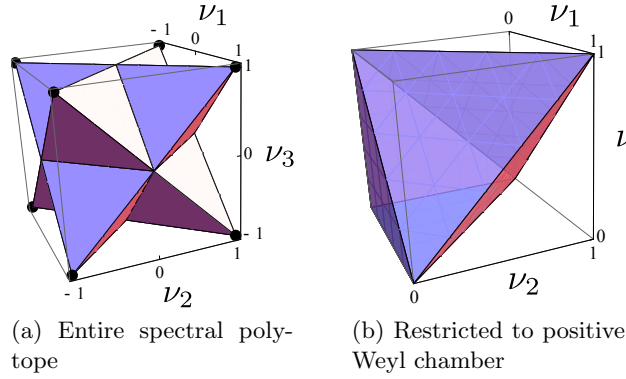 ν₁
- 1
0
1
1
0
ν₃
- 1
- 1
0
1
ν₂
(a) Entire spectral poly-
tope
ν₁
0
1
1
ν
0
1
0
ν₂
(b) Restricted to positive
Weyl chamber